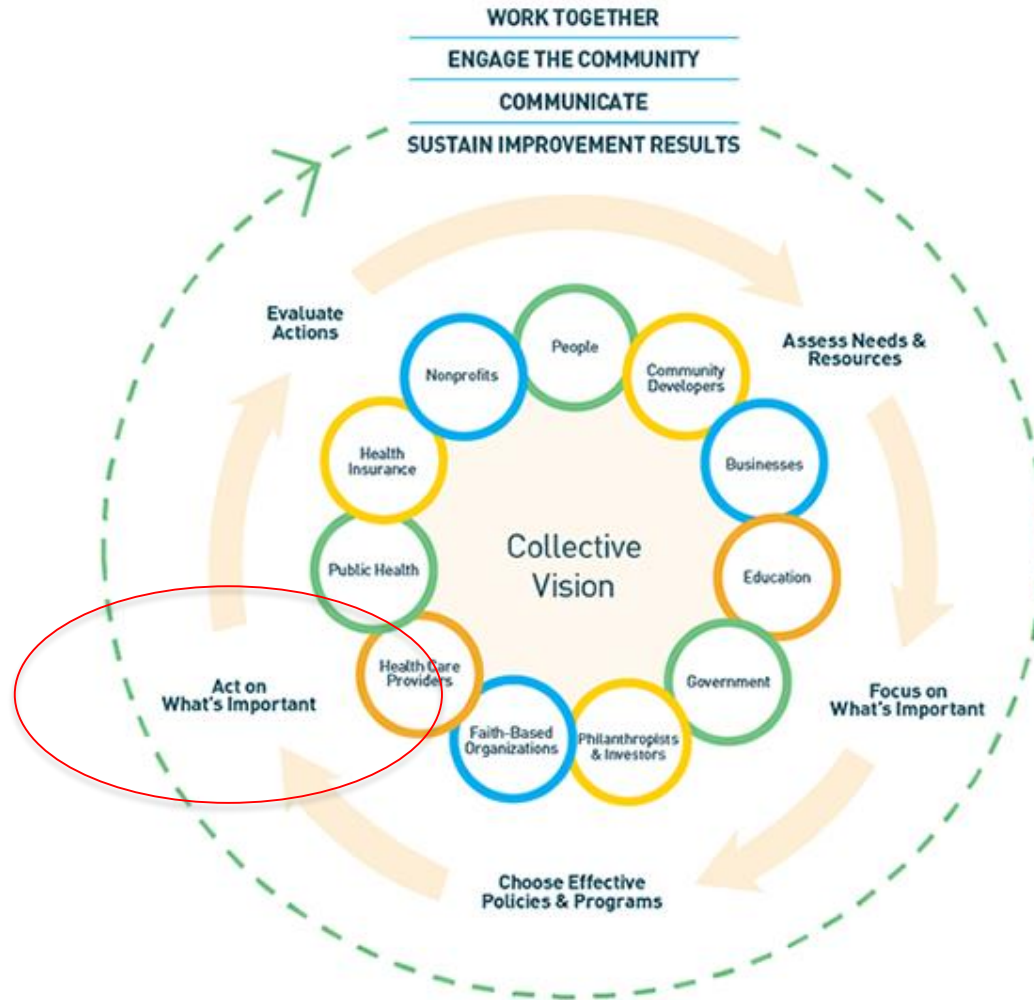 WORK TOGETHER
ENGAGE THE COMMUNITY
COMMUNICATE
SUSTAIN IMPROVEMENT RESULTS
Evaluate
Actions
Assess Needs &
Resources
Focus on
What's Important
Choose Effective
Policies & Programs
Act on
What's Important
People
Community
Developers
Businesses
Education
Government
Philanthropists
& Investors
Faith-Based
Organizations
Health Care
Providers
Public Health
Health
Insurance
Nonprofits
Collective
Vision